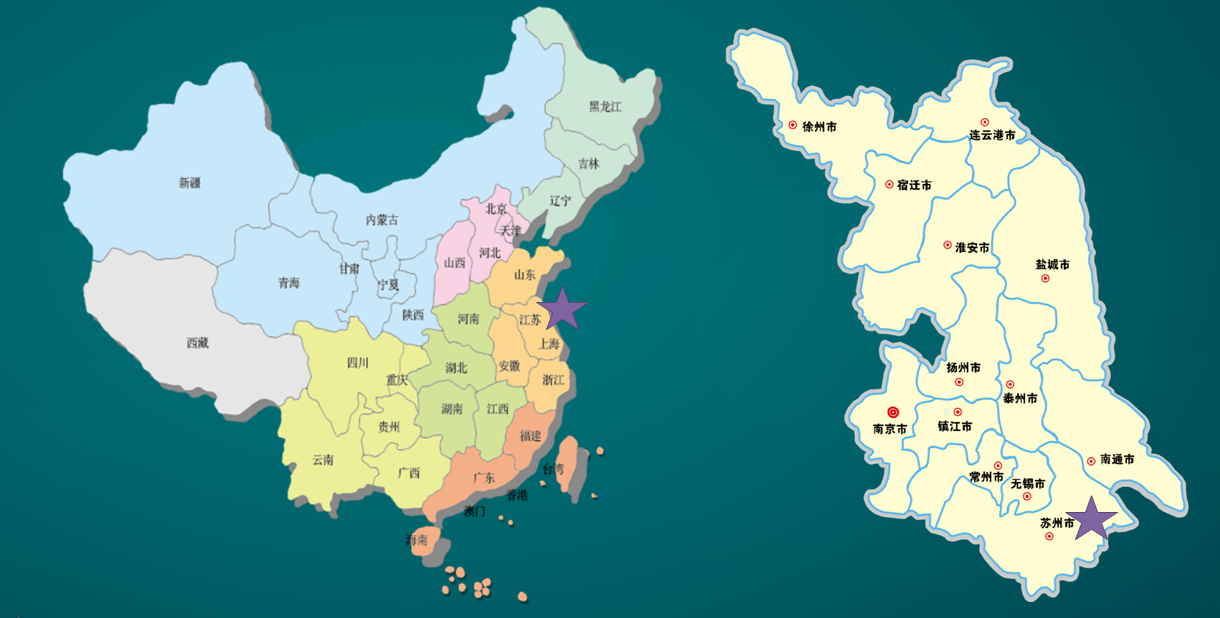 黑龙江
吉林
辽宁
新疆
内蒙古
北京
天津
河北
山西
甘肃
宁夏
青海
山东
陕西
河南
江苏
上海
西藏
四川
重庆
湖北
安徽
浙江
湖南
江西
贵州
福建
云南
广西
广东
台湾
香港
澳门
海南
徐州市
连云港市
宿迁市
淮安市
盐城市
扬州市
泰州市
南京市
镇江市
常州市
无锡市
南通市
苏州市